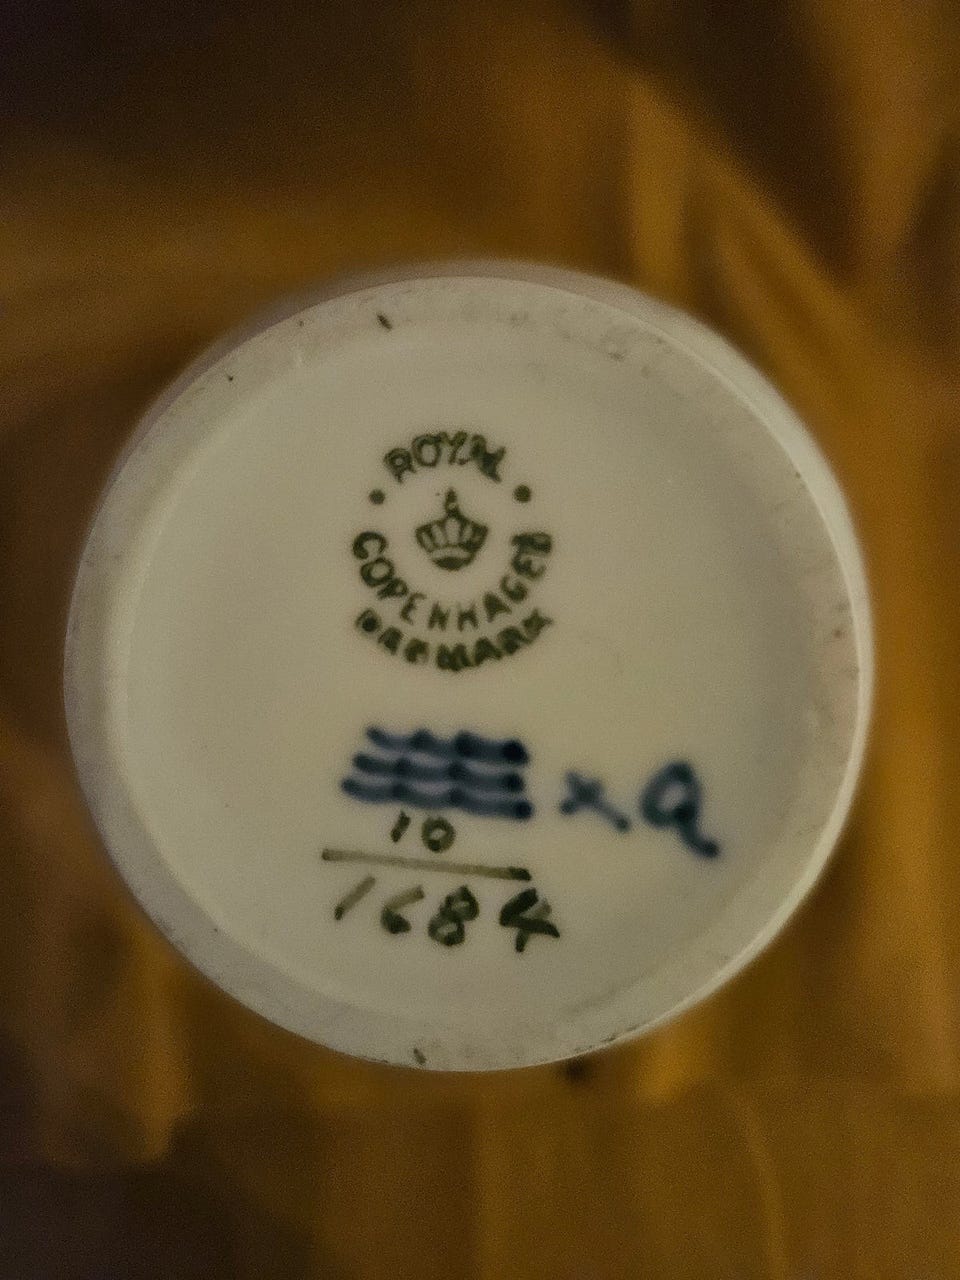 ROYAL
COPENHAGEN
DENMARK
x Q
10
1684